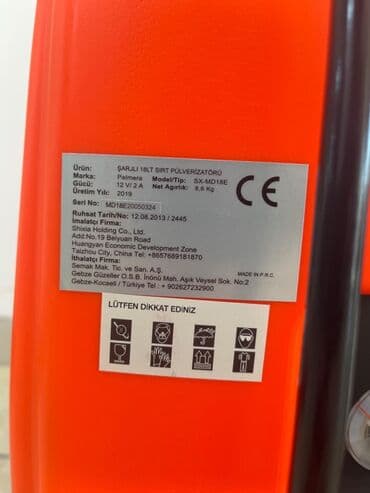 Ürün: ŞARJLI 18LT SIRT PÜLVERİZATÖRÜ
Marka: Palmera Model/Tip: SX-MD18E
Gücü: 12 V/ 2 A Net Agırlık: 6,6 Kg
Üretim Yılı: 2019
Seri No: MD18E20050324
Ruhsat Tarih/No: 12.08.2013 / 2445
İmalatçı Firma:
Shixia Holding Co., Ltd.
Add:No.19 Beiyuan Road
Huangyan Economic Development Zone
Taizhou City, China Tel: +8657689181870
İthalatçı Firma:
Semak Mak. Tic. ve San. A.Ş.
Gebze Güzeller O.S.B. İnönü Mah. Aşık Veysel Sok. No:2
Gebze-Kocaeli / Türkiye Tel : +902627232900
CE
MADE IN P.R.C.
LÜTFEN DİKKAT EDİNİZ